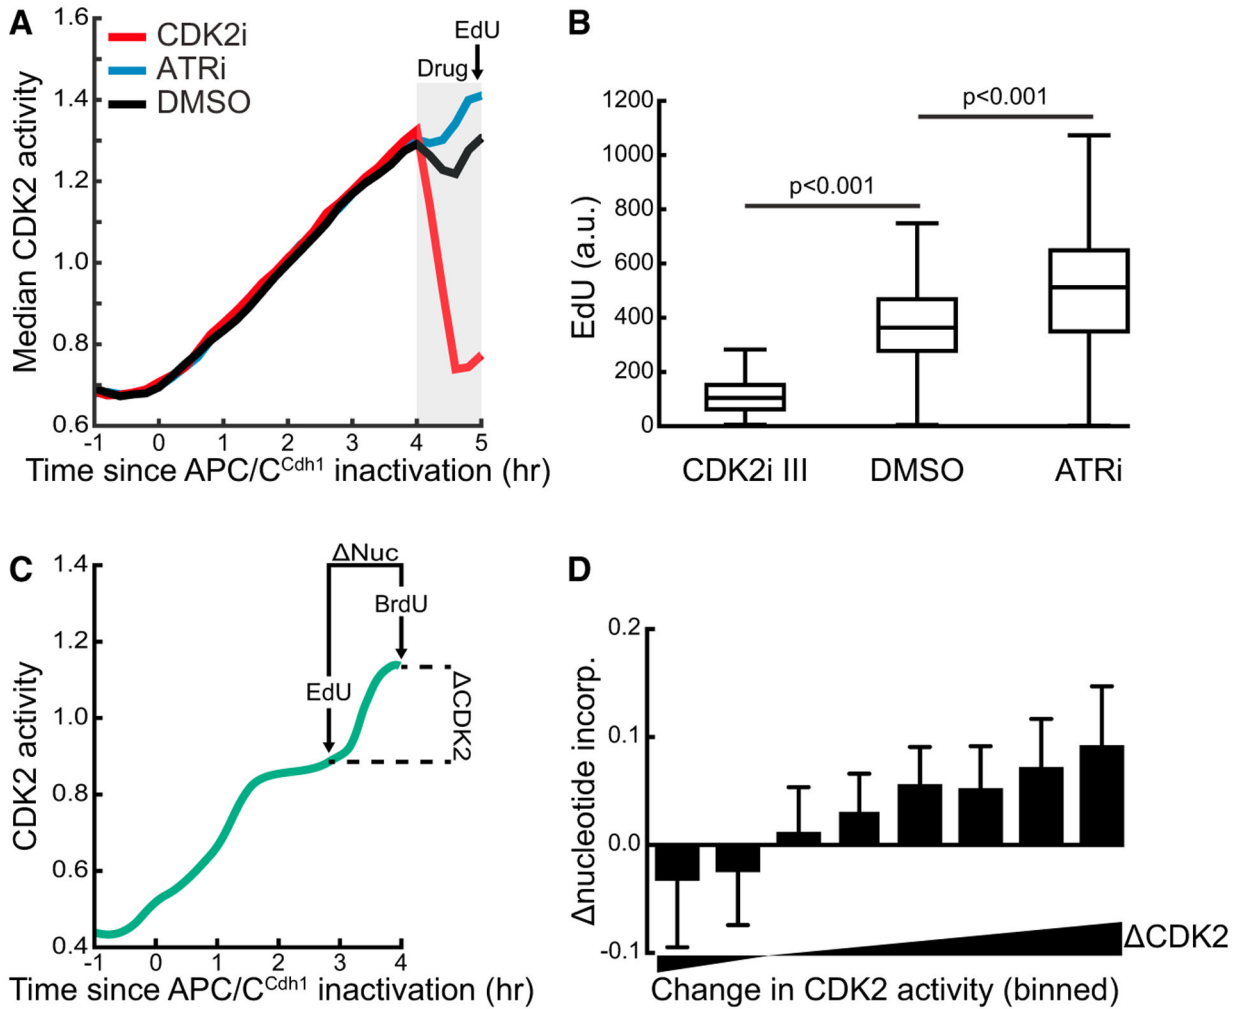 A
CDK2i
ATRi
DMSO
Drug
EdU
Median CDK2 activity
1.6
1.4
1.2
1.0
0.8
0.6
-1 0 1 2 3 4 5
Time since APC/C^Cdh1 inactivation (hr)
B
EdU (a.u.)
1200
1000
800
600
400
200
0
p<0.001
p<0.001
CDK2i III DMSO ATRi
C
CDK2 activity
1.4
1.2
1.0
0.8
0.6
0.4
ΔNuc
BrdU
EdU
ΔCDK2
-1 0 1 2 3 4
Time since APC/C^Cdh1 inactivation (hr)
D
Δnucleotide incorp.
0.2
0.1
0.0
-0.1
ΔCDK2
Change in CDK2 activity (binned)